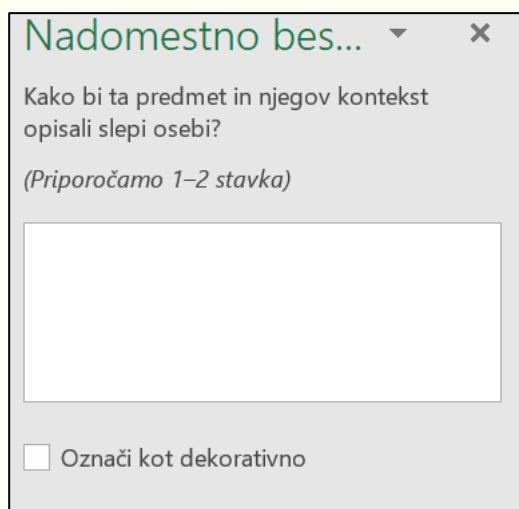 Nadomestno bes...
Kako bi ta predmet in njegov kontekst
opisali slepi osebi?
(Priporočamo 1–2 stavka)
Označi kot dekorativno